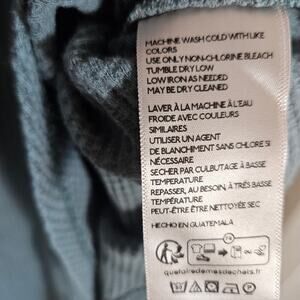 MACHINE WASH COLD WITH LIKE
COLORS
USE ONLY NON-CHLORINE BLEACH
TUMBLE DRY LOW
LOW IRON AS NEEDED
MAY BE DRY CLEANED
LAVER À LA MACHINE À L'EAU
FROIDE AVEC COULEURS
SIMILAIRES
UTILISER UN AGENT
DE BLANCHIMENT SANS CHLORE SI
NÉCESSAIRE
SECHER PAR CULBUTAGE À BASSE
TEMPERATURE
REPASSER, AU BESOIN, À TRÈS BASSE
TEMPÉRATURE
PEUT-ÊTRE ÊTRE NETTOYÉE SEC
HECHO EN GUATEMALA
quefairedemesdechets.fr